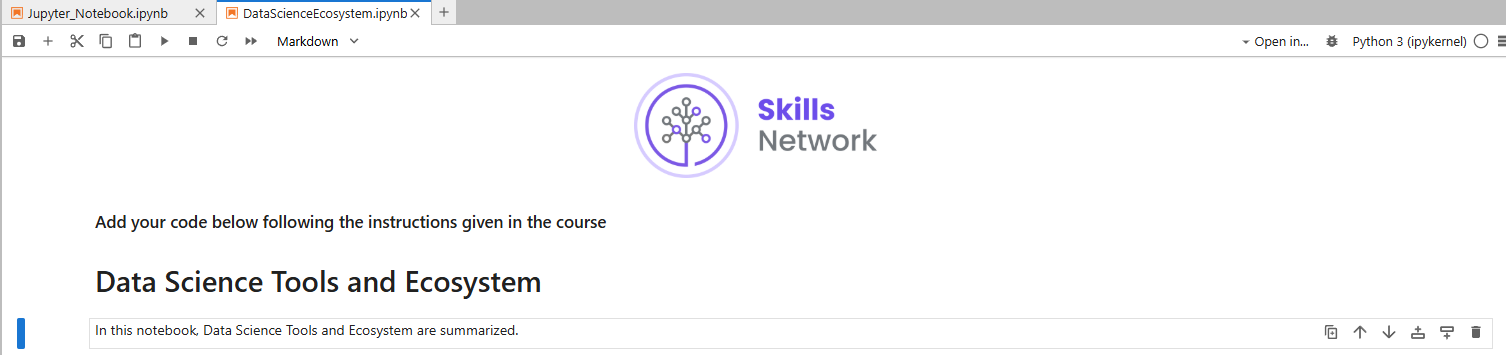 Jupyter_Notebook.ipynb DataScienceEcosystem.ipynb
Markdown Open in... Python 3 (ipykernel)
Skills
Network
Add your code below following the instructions given in the course
Data Science Tools and Ecosystem
In this notebook, Data Science Tools and Ecosystem are summarized.